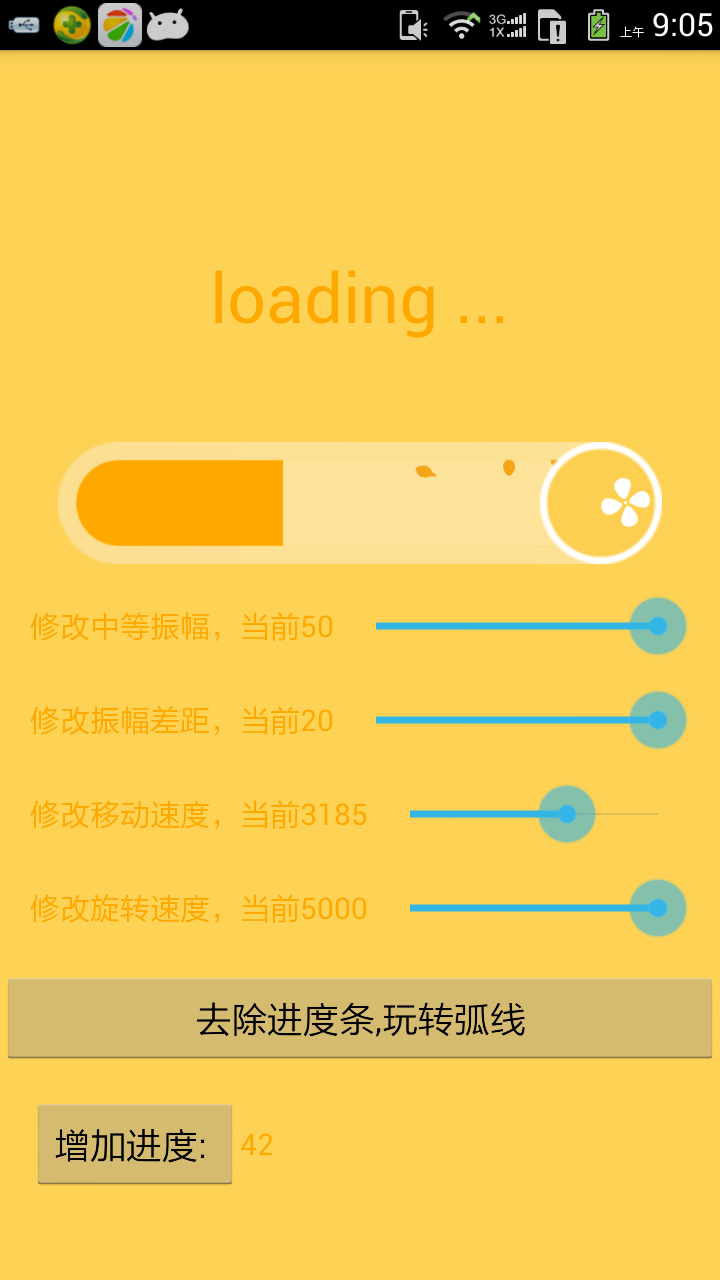 3G
1X
上午 9:05
loading ...
修改中等振幅，当前50
修改振幅差距，当前20
修改移动速度，当前3185
修改旋转速度，当前5000
去除进度条,玩转弧线
增加进度: 42